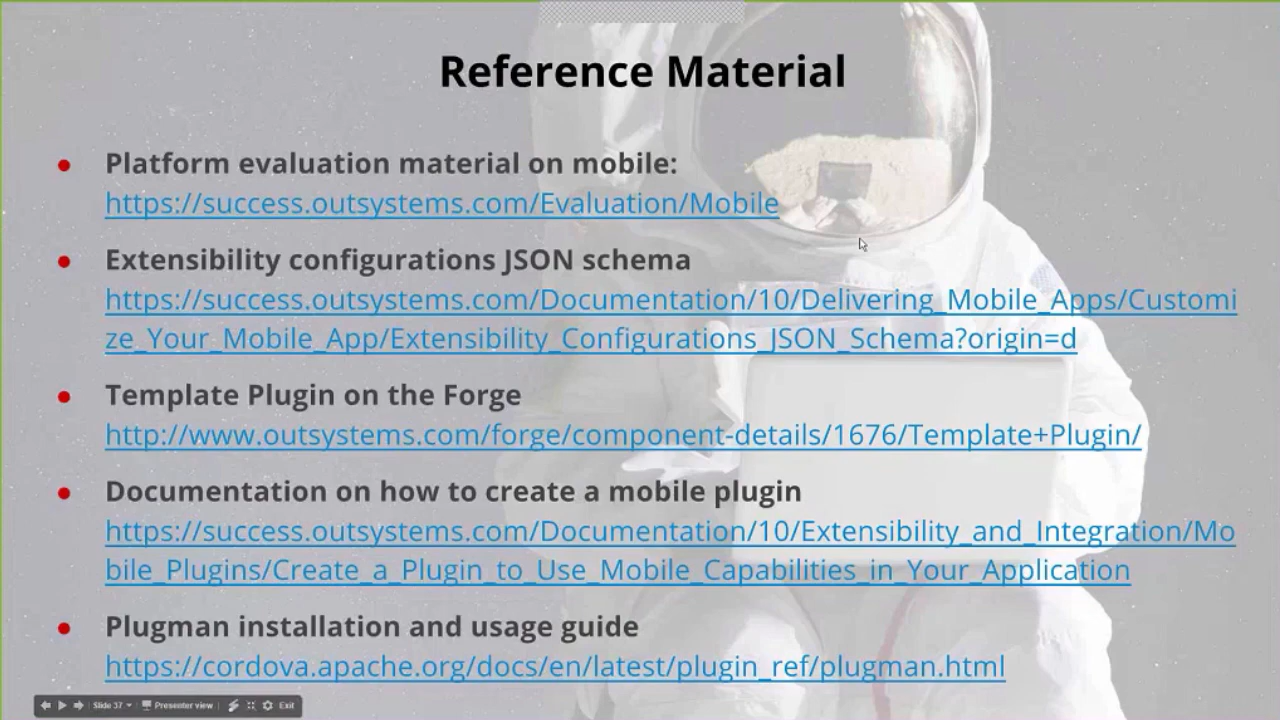 Reference Material
Platform evaluation material on mobile:
https://success.outsystems.com/Evaluation/Mobile
Extensibility configurations JSON schema
https://success.outsystems.com/Documentation/10/Delivering_Mobile_Apps/Customi
ze_Your_Mobile_App/Extensibility_Configurations_JSON_Schema?origin=d
Template Plugin on the Forge
http://www.outsystems.com/forge/component-details/1676/Template+Plugin/
Documentation on how to create a mobile plugin
https://success.outsystems.com/Documentation/10/Extensibility_and_Integration/Mo
bile_Plugins/Create_a_Plugin_to_Use_Mobile_Capabilities_in_Your_Application
Plugman installation and usage guide
https://cordova.apache.org/docs/en/latest/plugin_ref/plugman.html
Slide 37 Presenter view Exit